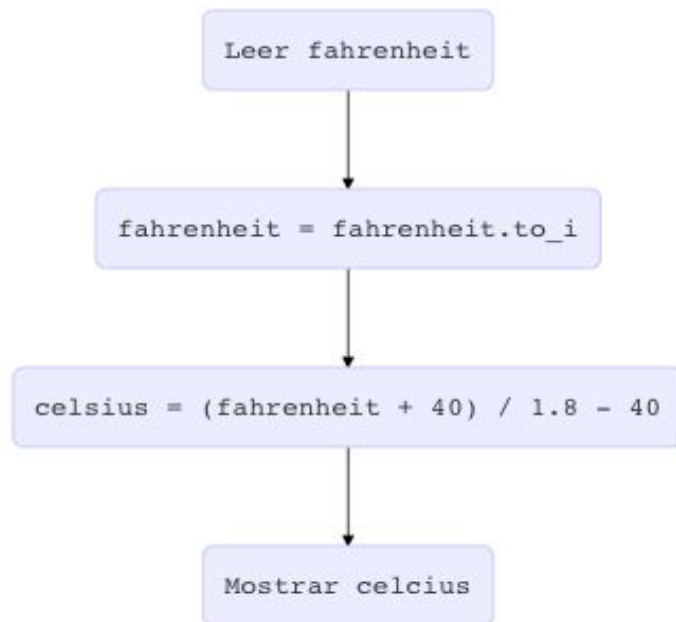 Leer fahrenheit
fahrenheit = fahrenheit.to_i
celsius = (fahrenheit + 40) / 1.8 - 40
Mostrar celcius